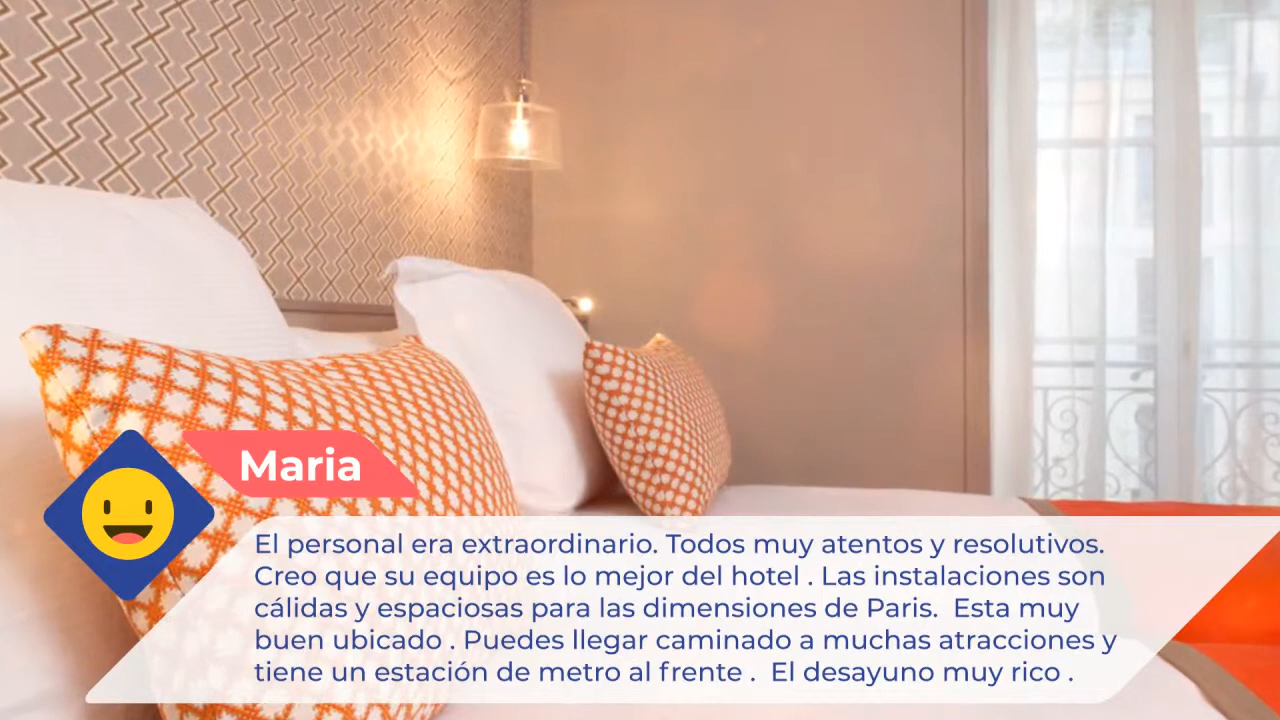 Maria
El personal era extraordinario. Todos muy atentos y resolutivos.
Creo que su equipo es lo mejor del hotel . Las instalaciones son
cálidas y espaciosas para las dimensiones de Paris.  Esta muy
buen ubicado . Puedes llegar caminado a muchas atracciones y
tiene un estación de metro al frente .  El desayuno muy rico .